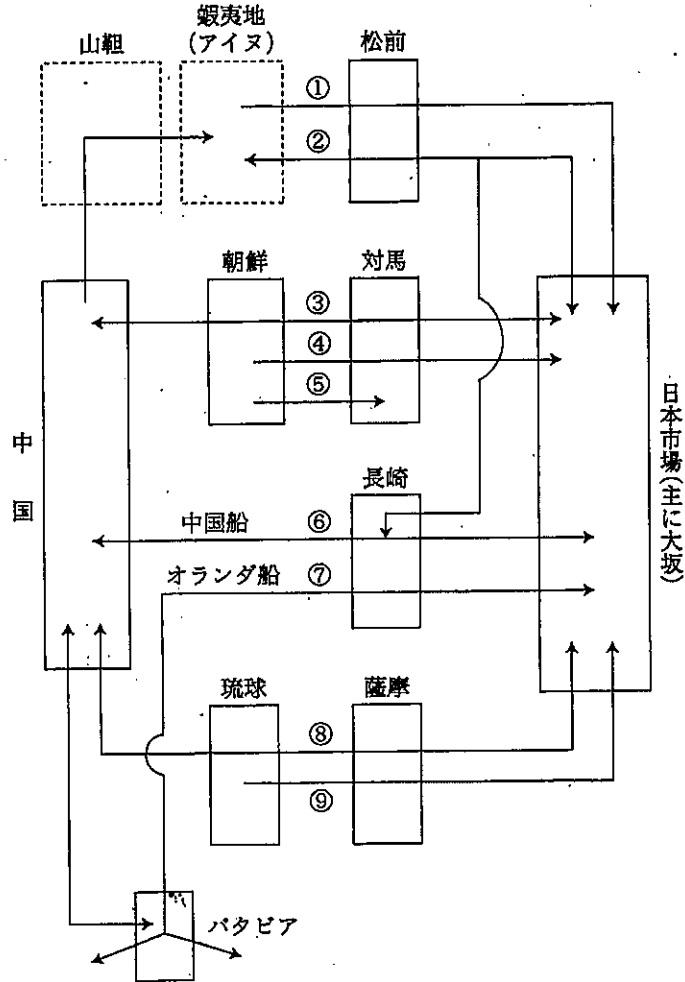 山靼
蝦夷地
(アイヌ)
松前
①
②
朝鮮
対馬
③
④
⑤
中国
日本市場(主に大坂)
長崎
中国船
⑥
オランダ船
⑦
琉球
薩摩
⑧
⑨
バタビア